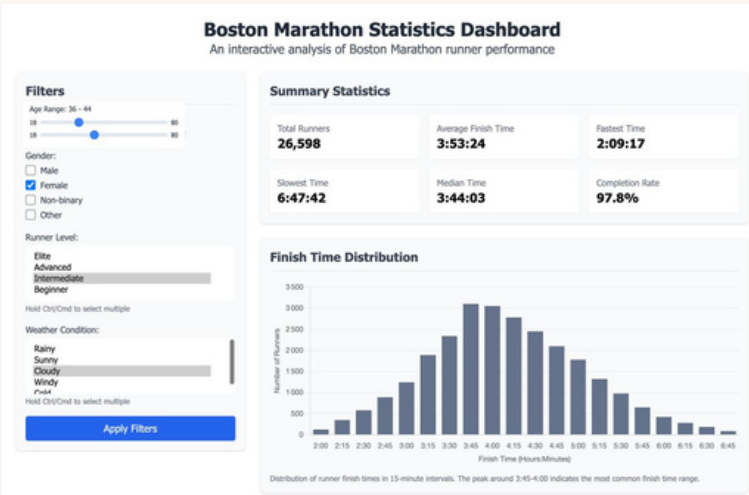 Boston Marathon Statistics Dashboard
An interactive analysis of Boston Marathon runner performance
Filters
Age Range: 36 - 44
18 80
18 80
Gender:
Male
Female
Non-binary
Other
Runner Level:
Elite
Advanced
Intermediate
Beginner
Hold Ctrl/Cmd to select multiple
Weather Condition:
Rainy
Sunny
Cloudy
Windy
Cold
Hold Ctrl/Cmd to select multiple
Apply Filters
Summary Statistics
Total Runners
26,598
Average Finish Time
3:53:24
Fastest Time
2:09:17
Slowest Time
6:47:42
Median Time
3:44:03
Completion Rate
97.8%
Finish Time Distribution
Number of Runners
3 500
3 000
2 500
2 000
1 500
1 000
500
0
2:00 2:15 2:30 2:45 3:00 3:15 3:30 3:45 4:00 4:15 4:30 4:45 5:00 5:15 5:30 5:45 6:00 6:15 6:30 6:45
Finish Time (Hours:Minutes)
Distribution of runner finish times in 15-minute intervals. The peak around 3:45-4:00 indicates the most common finish time range.